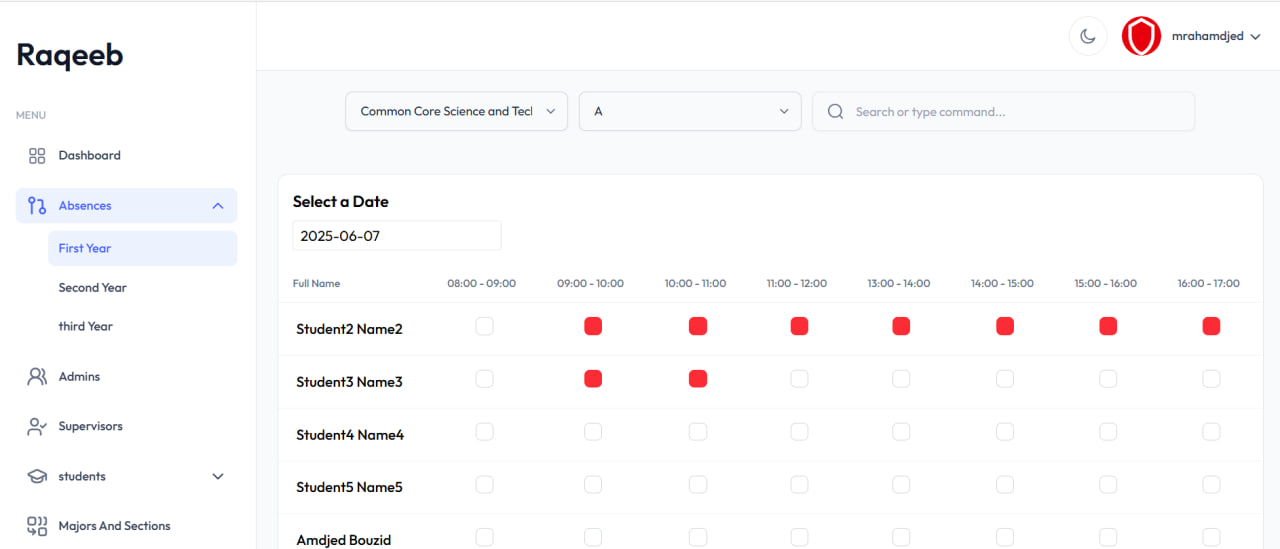 Raqeeb
mrahamdjed
MENU
Dashboard
Absences
First Year
Second Year
third Year
Admins
Supervisors
students
Majors And Sections
Common Core Science and Tecl
A
Search or type command...
Select a Date
2025-06-07
Full Name 08:00 - 09:00 09:00 - 10:00 10:00 - 11:00 11:00 - 12:00 13:00 - 14:00 14:00 - 15:00 15:00 - 16:00 16:00 - 17:00
Student2 Name2
Student3 Name3
Student4 Name4
Student5 Name5
Amdjed Bouzid